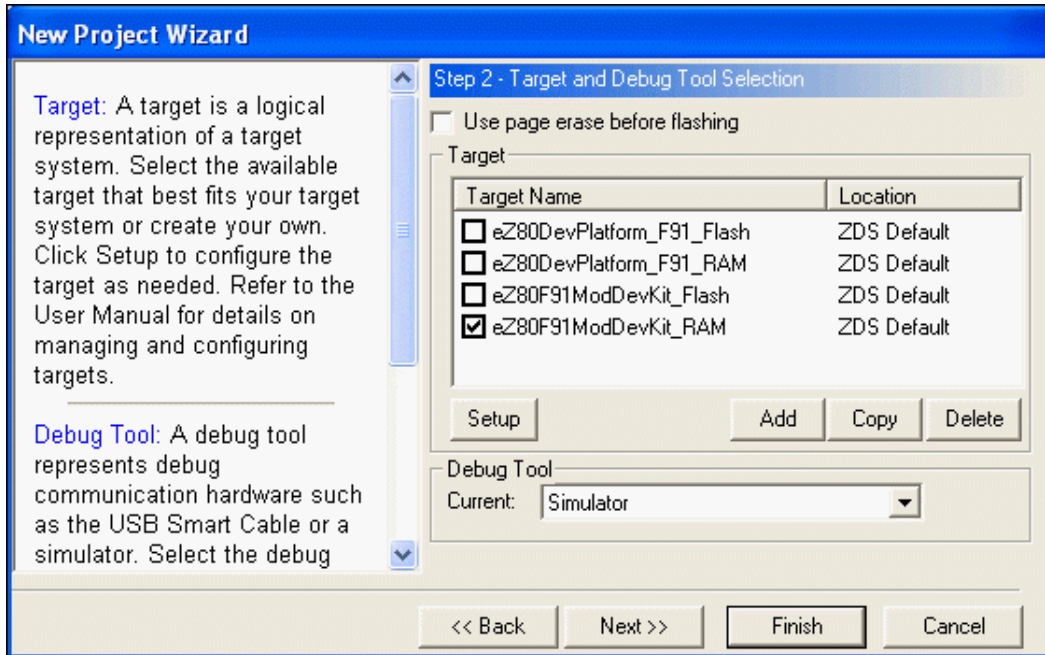 New Project Wizard
Target: A target is a logical
representation of a target
system. Select the available
target that best fits your target
system or create your own.
Click Setup to configure the
target as needed. Refer to the
User Manual for details on
managing and configuring
targets.
Debug Tool: A debug tool
represents debug
communication hardware such
as the USB Smart Cable or a
simulator. Select the debug
Step 2 - Target and Debug Tool Selection
Use page erase before flashing
Target
Target Name Location
eZ80DevPlatform_F91_Flash ZDS Default
eZ80DevPlatform_F91_RAM ZDS Default
eZ80F91ModDevKit_Flash ZDS Default
eZ80F91ModDevKit_RAM ZDS Default
Setup Add Copy Delete
Debug Tool
Current: Simulator
<< Back Next >> Finish Cancel